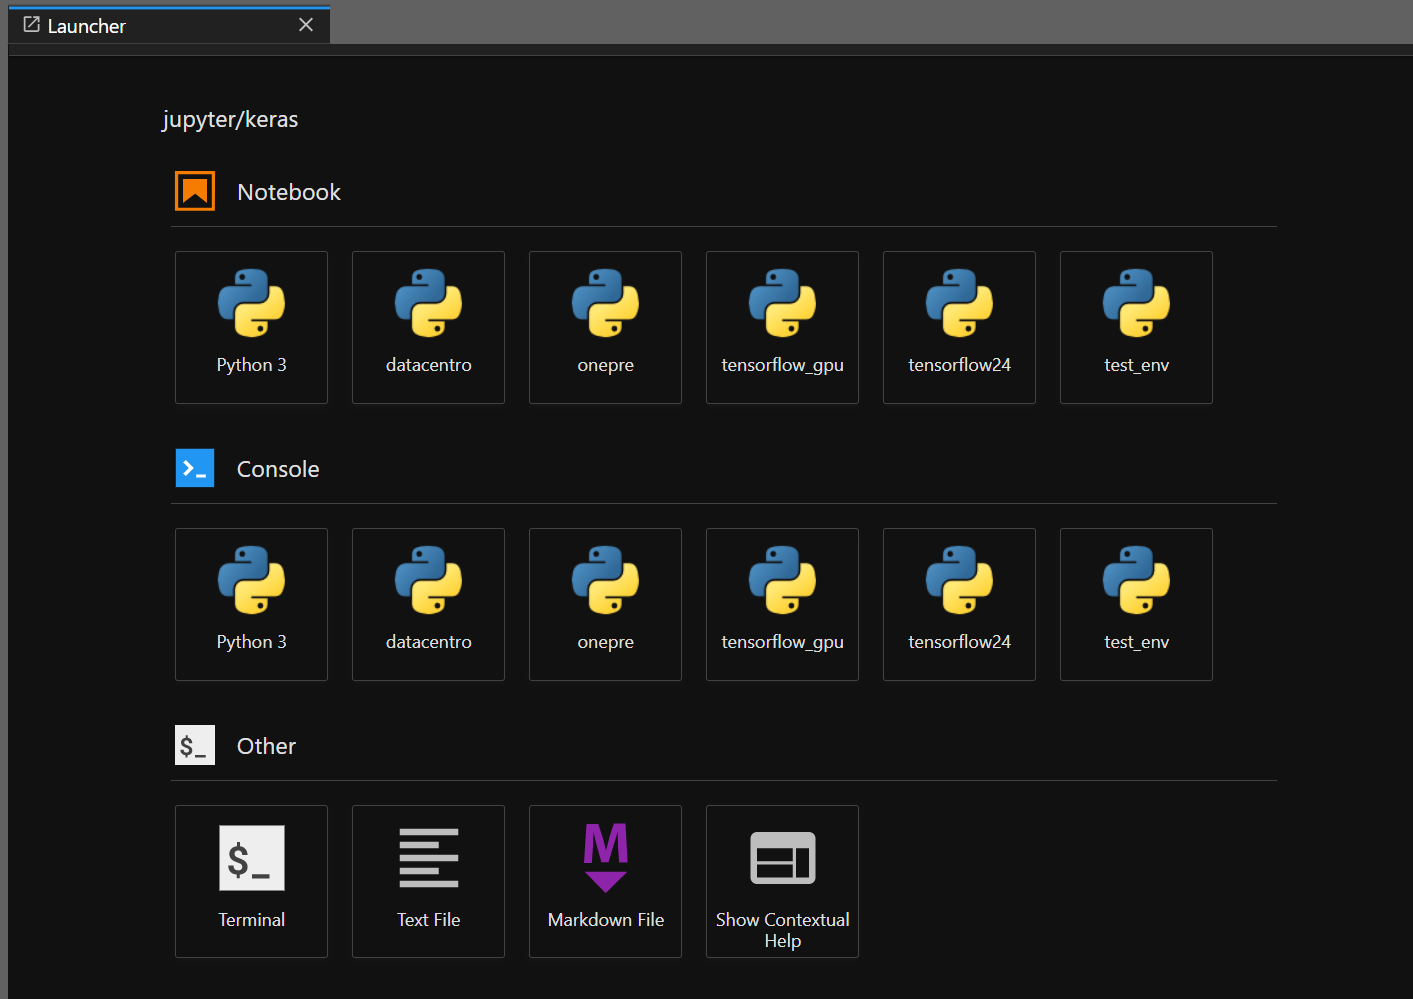 Launcher
jupyter/keras
Notebook
Python 3
datacentro
onepre
tensorflow_gpu
tensorflow24
test_env
Console
Python 3
datacentro
onepre
tensorflow_gpu
tensorflow24
test_env
$_ Other
$_
Terminal
Text File
M
Markdown File
Show Contextual
Help